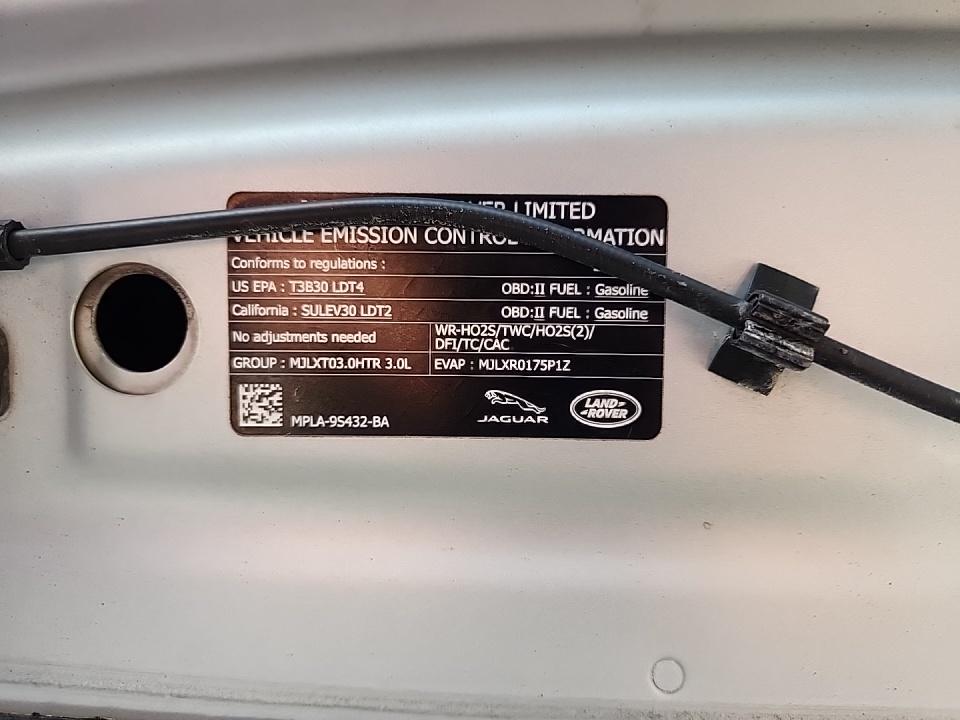 LIMITED
VEHICLE EMISSION CONTROL
Conforms to regulations :
US EPA : T3B30 LDT4 OBD:II FUEL : Gasoline
California : SULEV30 LDT2 OBD:II FUEL : Gasoline
No adjustments needed
WR-HO2S/TWC/HO2S(2)/
DFI/TC/CAC
GROUP : MJLXT03.0HTR 3.0L EVAP : MJLXR0175P1Z
MPLA-9S432-BA
JAGUAR
LAND-
-ROVER